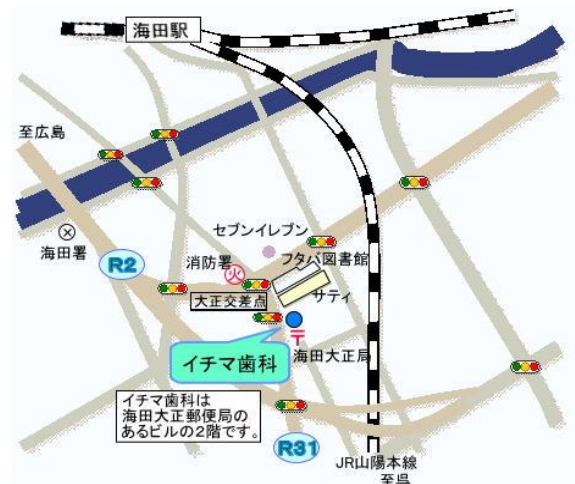 海田駅
至広島
海田署
R2
セブンイレブン
消防署
火
フタバ図書館
大正交差点
サティ
〒
海田大正局
イチマ歯科
イチマ歯科は
海田大正郵便局の
あるビルの2階です。
R31
JR山陽本線
至呉